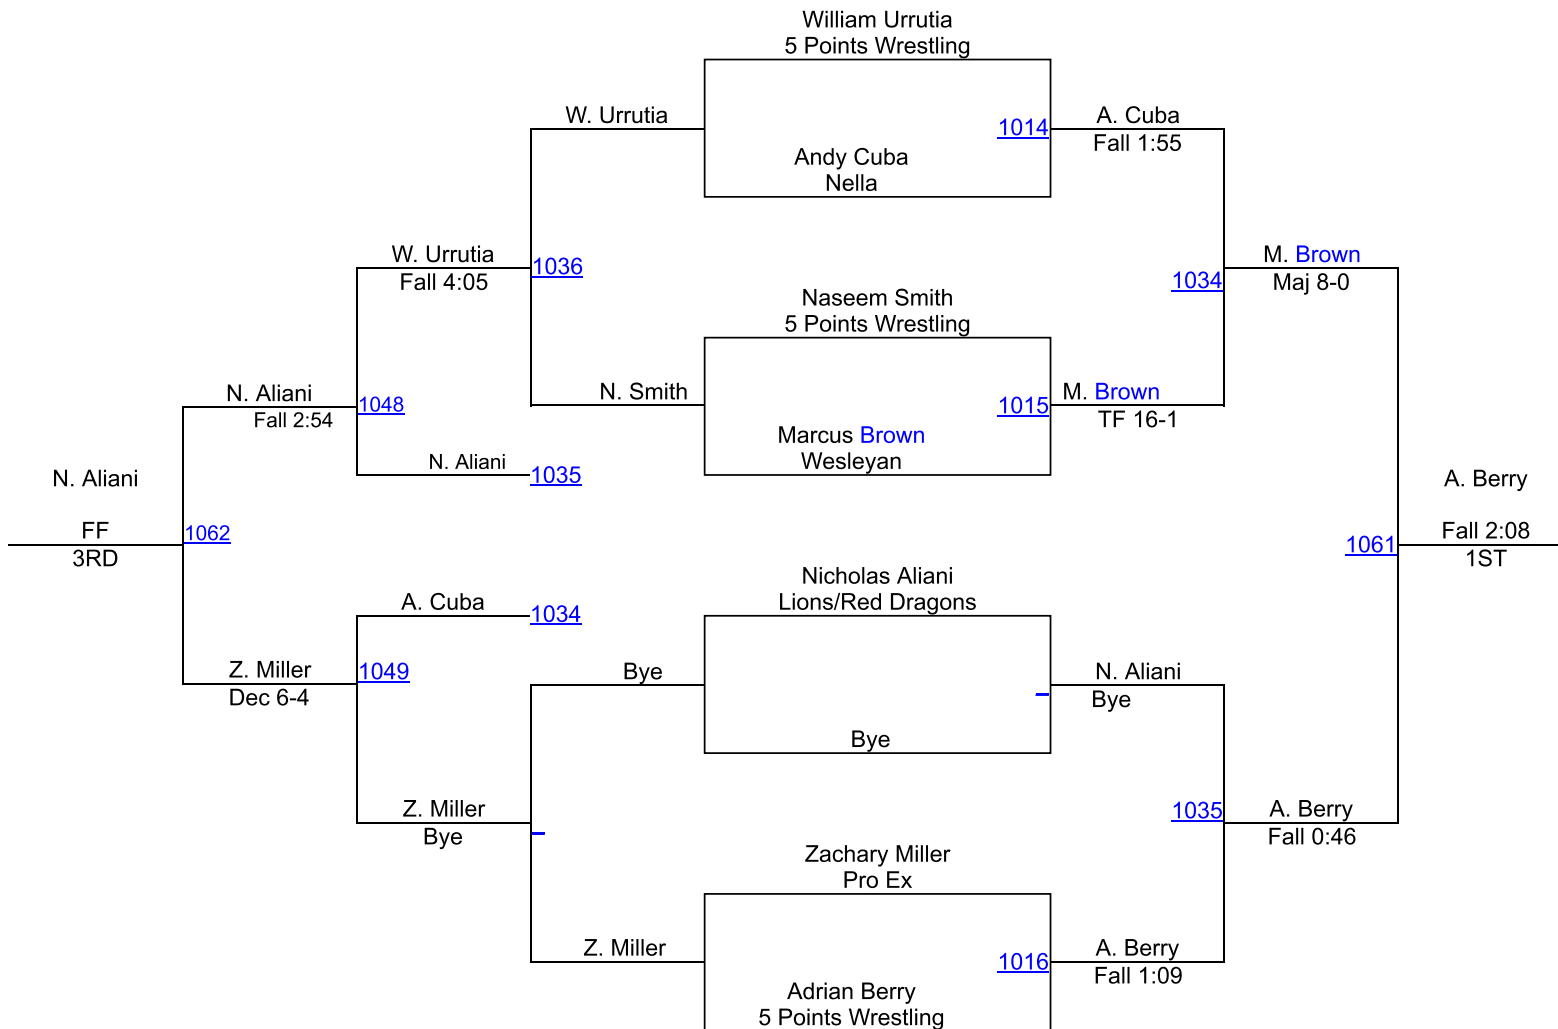 William Urrutia
5 Points Wrestling
W. Urrutia
1014
A. Cuba
Fall 1:55
Andy Cuba
Nella
W. Urrutia
Fall 4:05
1036
M. Brown
Maj 8-0
1034
Naseem Smith
5 Points Wrestling
N. Aliani
Fall 2:54
1048
N. Smith
1015
M. Brown
TF 16-1
Marcus Brown
Wesleyan
N. Aliani
1035
N. Aliani
FF
3RD
1062
A. Berry
Fall 2:08
1ST
1061
Nicholas Aliani
Lions/Red Dragons
A. Cuba
1034
Z. Miller
Dec 6-4
1049
Bye
N. Aliani
Bye
Bye
Z. Miller
Bye
1035
A. Berry
Fall 0:46
Zachary Miller
Pro Ex
Z. Miller
1016
A. Berry
Fall 1:09
Adrian Berry
5 Points Wrestling